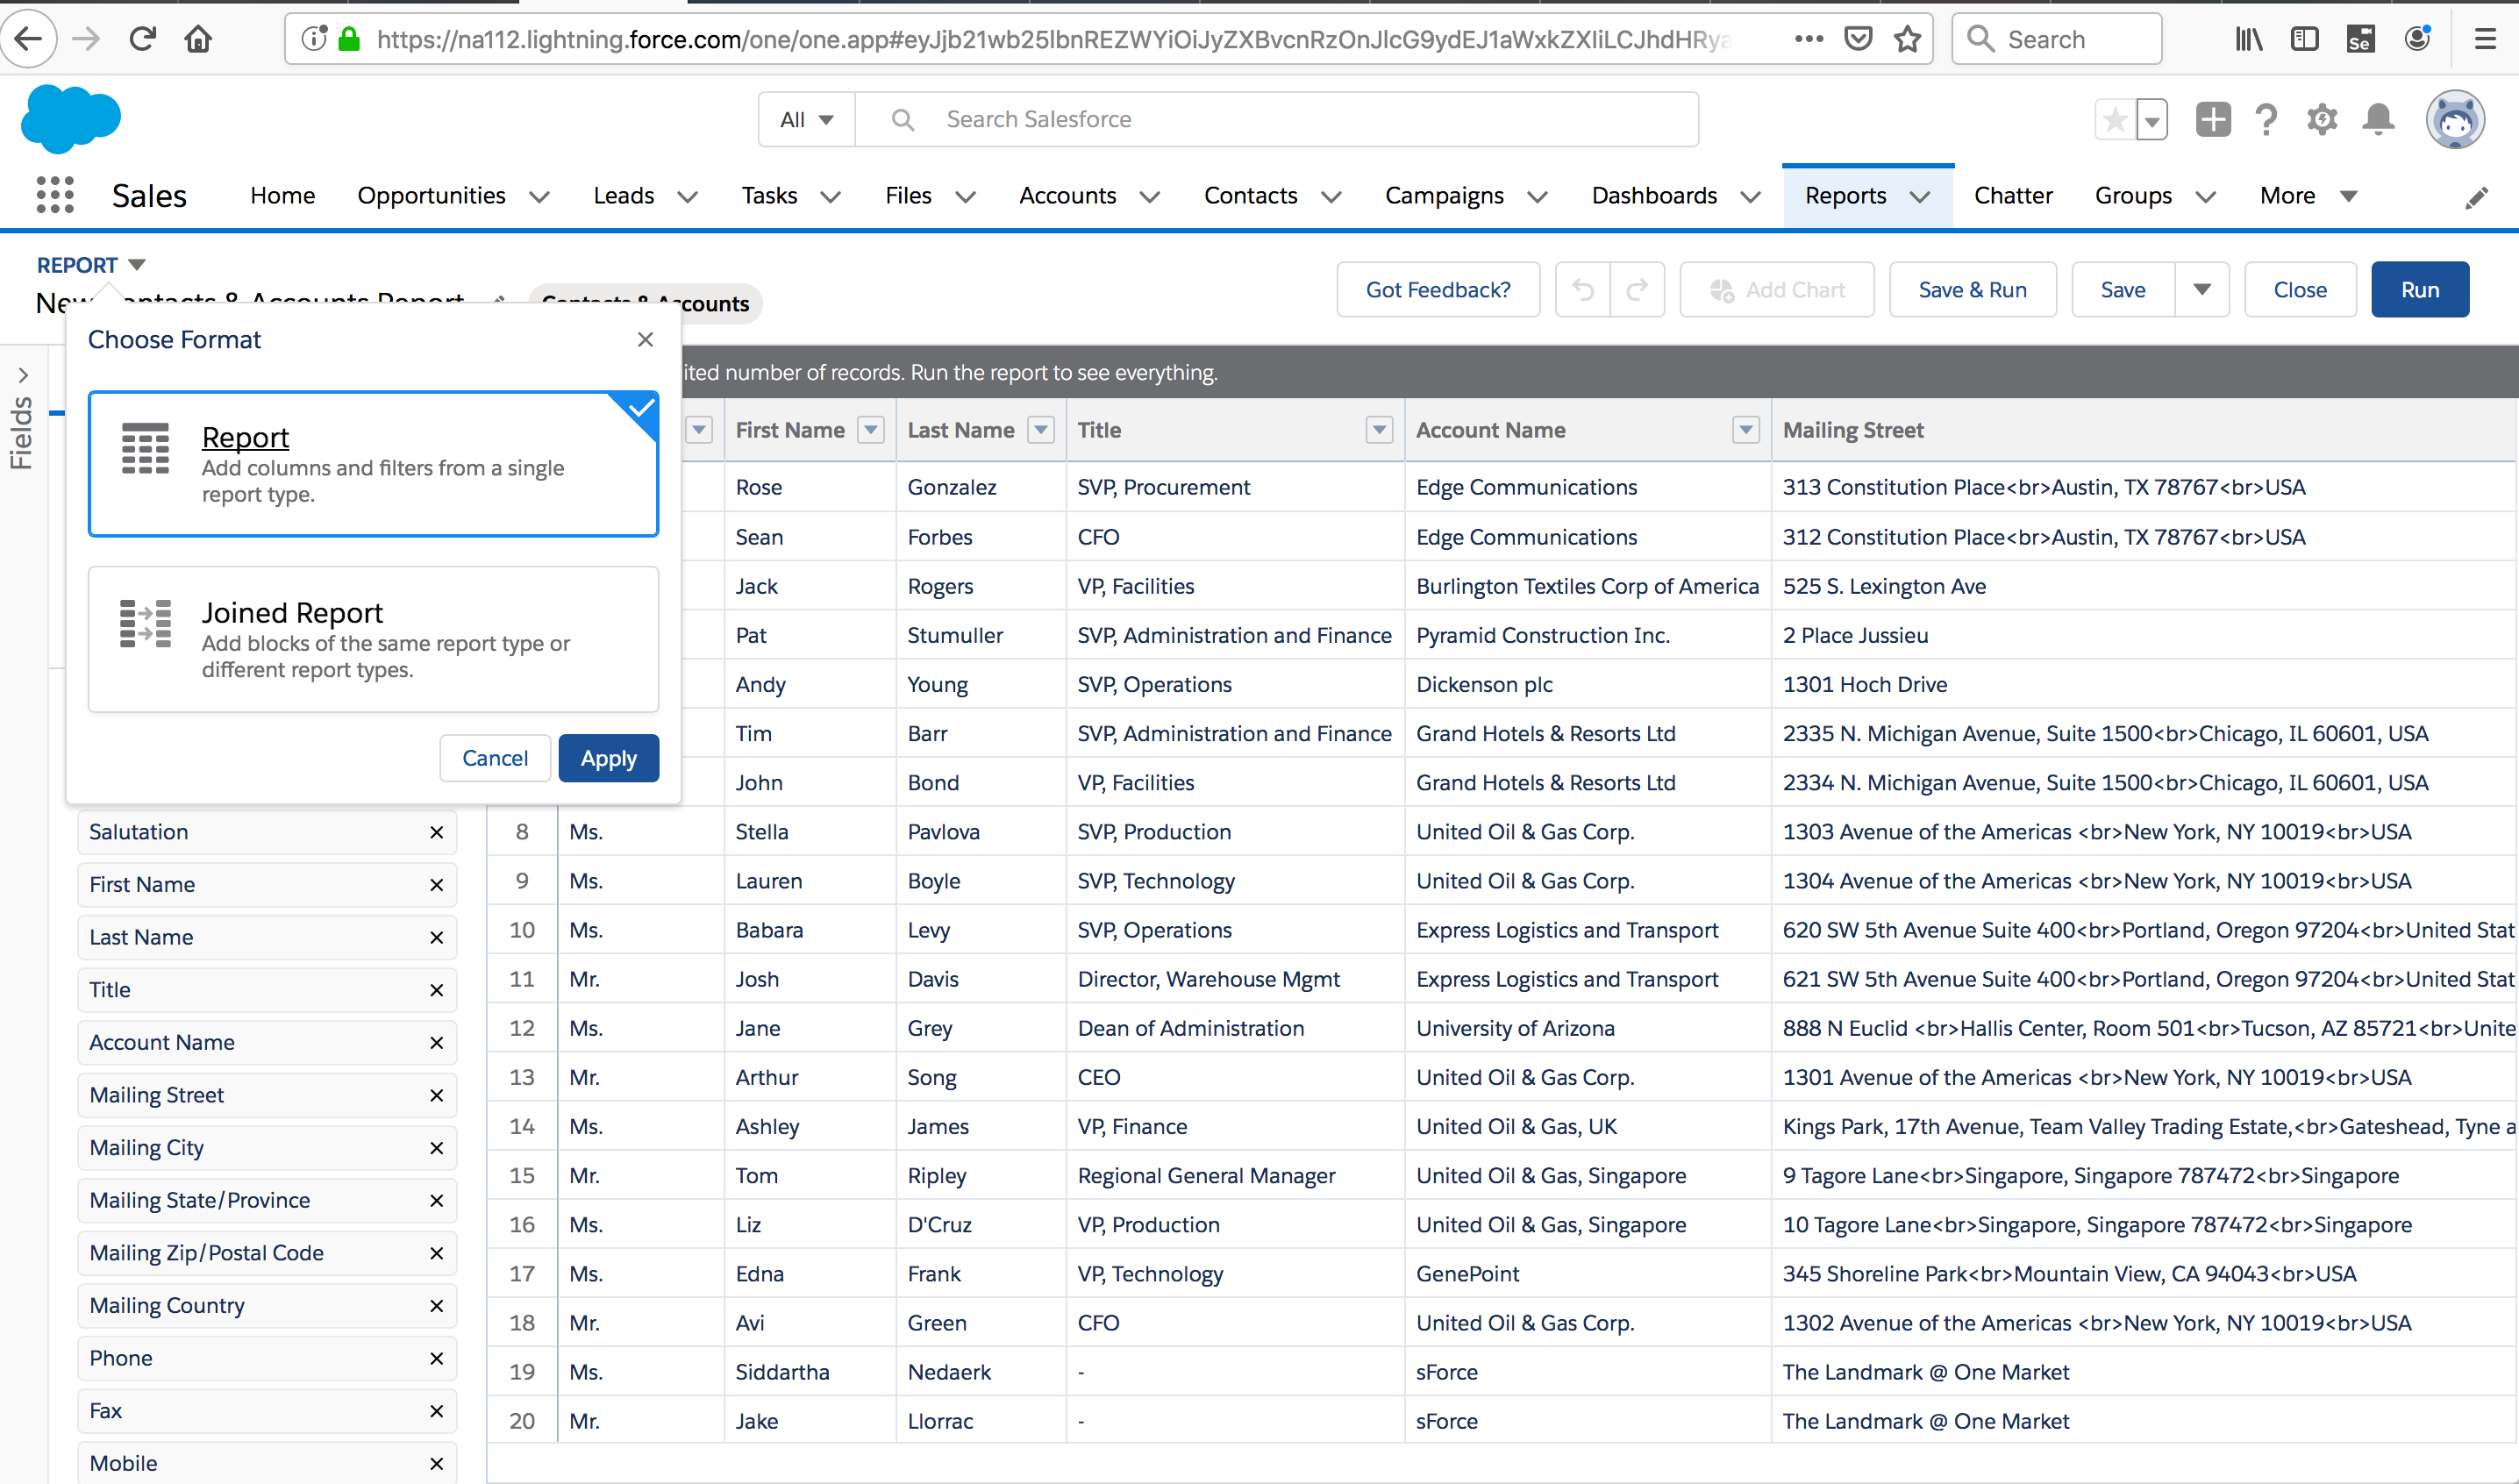 https://na112.lightning.force.com/one/one.app#eyJjb21wb25lbnREZWYiOiJyZXBvcnRzOnJlcG9ydEJ1aWxkZXIiLCJhdHRya
Search
All
Search Salesforce
Sales Home Opportunities Leads Tasks Files Accounts Contacts Campaigns Dashboards Reports Chatter Groups More
REPORT
New Contacts & Accounts Report Contacts & Accounts
Got Feedback? Add Chart Save & Run Save Close Run
Fields
Choose Format
Report
Add columns and filters from a single
report type.
Joined Report
Add blocks of the same report type or
different report types.
Cancel Apply
number of records. Run the report to see everything.
First Name Last Name Title Account Name Mailing Street
Rose Gonzalez SVP, Procurement Edge Communications 313 Constitution Place<br>Austin, TX 78767<br>USA
Sean Forbes CFO Edge Communications 312 Constitution Place<br>Austin, TX 78767<br>USA
Jack Rogers VP, Facilities Burlington Textiles Corp of America 525 S. Lexington Ave
Pat Stumuller SVP, Administration and Finance Pyramid Construction Inc. 2 Place Jussieu
Andy Young SVP, Operations Dickenson plc 1301 Hoch Drive
Tim Barr SVP, Administration and Finance Grand Hotels & Resorts Ltd 2335 N. Michigan Avenue, Suite 1500<br>Chicago, IL 60601, USA
John Bond VP, Facilities Grand Hotels & Resorts Ltd 2334 N. Michigan Avenue, Suite 1500<br>Chicago, IL 60601, USA
8 Ms. Stella Pavlova SVP, Production United Oil & Gas Corp. 1303 Avenue of the Americas <br>New York, NY 10019<br>USA
9 Ms. Lauren Boyle SVP, Technology United Oil & Gas Corp. 1304 Avenue of the Americas <br>New York, NY 10019<br>USA
10 Ms. Babara Levy SVP, Operations Express Logistics and Transport 620 SW 5th Avenue Suite 400<br>Portland, Oregon 97204<br>United Stat
11 Mr. Josh Davis Director, Warehouse Mgmt Express Logistics and Transport 621 SW 5th Avenue Suite 400<br>Portland, Oregon 97204<br>United Stat
12 Ms. Jane Grey Dean of Administration University of Arizona 888 N Euclid <br>Hallis Center, Room 501<br>Tucson, AZ 85721<br>Unite
13 Mr. Arthur Song CEO United Oil & Gas Corp. 1301 Avenue of the Americas <br>New York, NY 10019<br>USA
14 Ms. Ashley James VP, Finance United Oil & Gas, UK Kings Park, 17th Avenue, Team Valley Trading Estate,<br>Gateshead, Tyne a
15 Mr. Tom Ripley Regional General Manager United Oil & Gas, Singapore 9 Tagore Lane<br>Singapore, Singapore 787472<br>Singapore
16 Ms. Liz D'Cruz VP, Production United Oil & Gas, Singapore 10 Tagore Lane<br>Singapore, Singapore 787472<br>Singapore
17 Ms. Edna Frank VP, Technology GenePoint 345 Shoreline Park<br>Mountain View, CA 94043<br>USA
18 Mr. Avi Green CFO United Oil & Gas Corp. 1302 Avenue of the Americas <br>New York, NY 10019<br>USA
19 Ms. Siddartha Nedaerk - sForce The Landmark @ One Market
20 Mr. Jake Llorrac - sForce The Landmark @ One Market
Salutation
First Name
Last Name
Title
Account Name
Mailing Street
Mailing City
Mailing State/Province
Mailing Zip/Postal Code
Mailing Country
Phone
Fax
Mobile